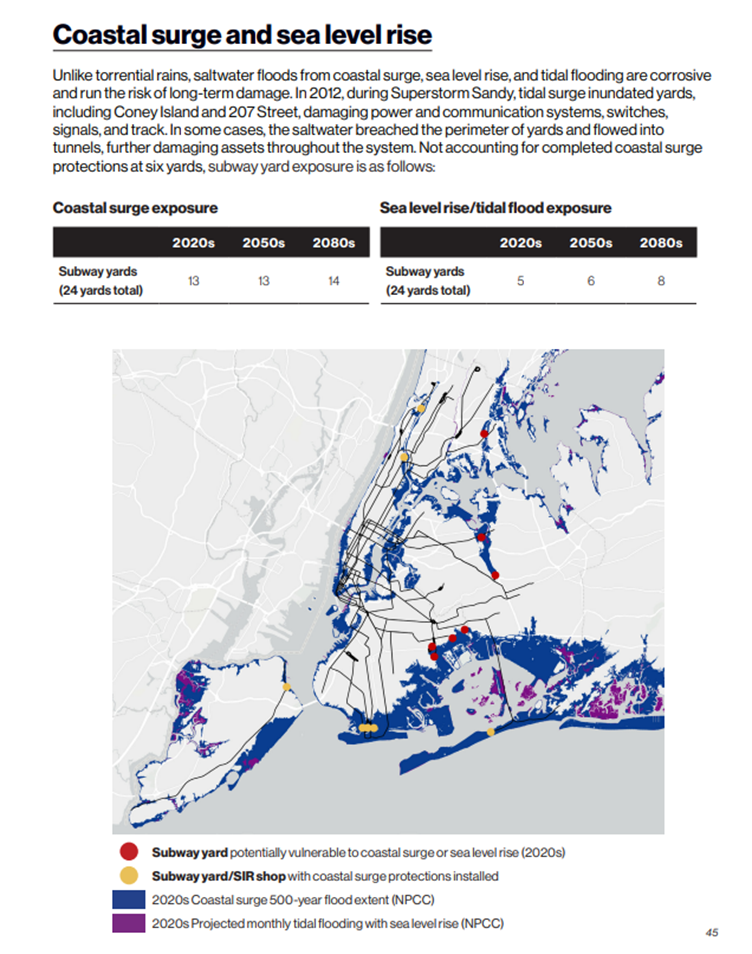 Coastal surge and sea level rise
Unlike torrential rains, saltwater floods from coastal surge, sea level rise, and tidal flooding are corrosive
and run the risk of long-term damage. In 2012, during Superstorm Sandy, tidal surge inundated yards,
including Coney Island and 207 Street, damaging power and communication systems, switches,
signals, and track. In some cases, the saltwater breached the perimeter of yards and flowed into
tunnels, further damaging assets throughout the system. Not accounting for completed coastal surge
protections at six yards, subway yard exposure is as follows:
Coastal surge exposure
2020s 2050s 2080s
Subway yards
(24 yards total) 13 13 14
Sea level rise/tidal flood exposure
2020s 2050s 2080s
Subway yards
(24 yards total) 5 6 8
Subway yard potentially vulnerable to coastal surge or sea level rise (2020s)
Subway yard/SIR shop with coastal surge protections installed
2020s Coastal surge 500-year flood extent (NPCC)
2020s Projected monthly tidal flooding with sea level rise (NPCC)
45